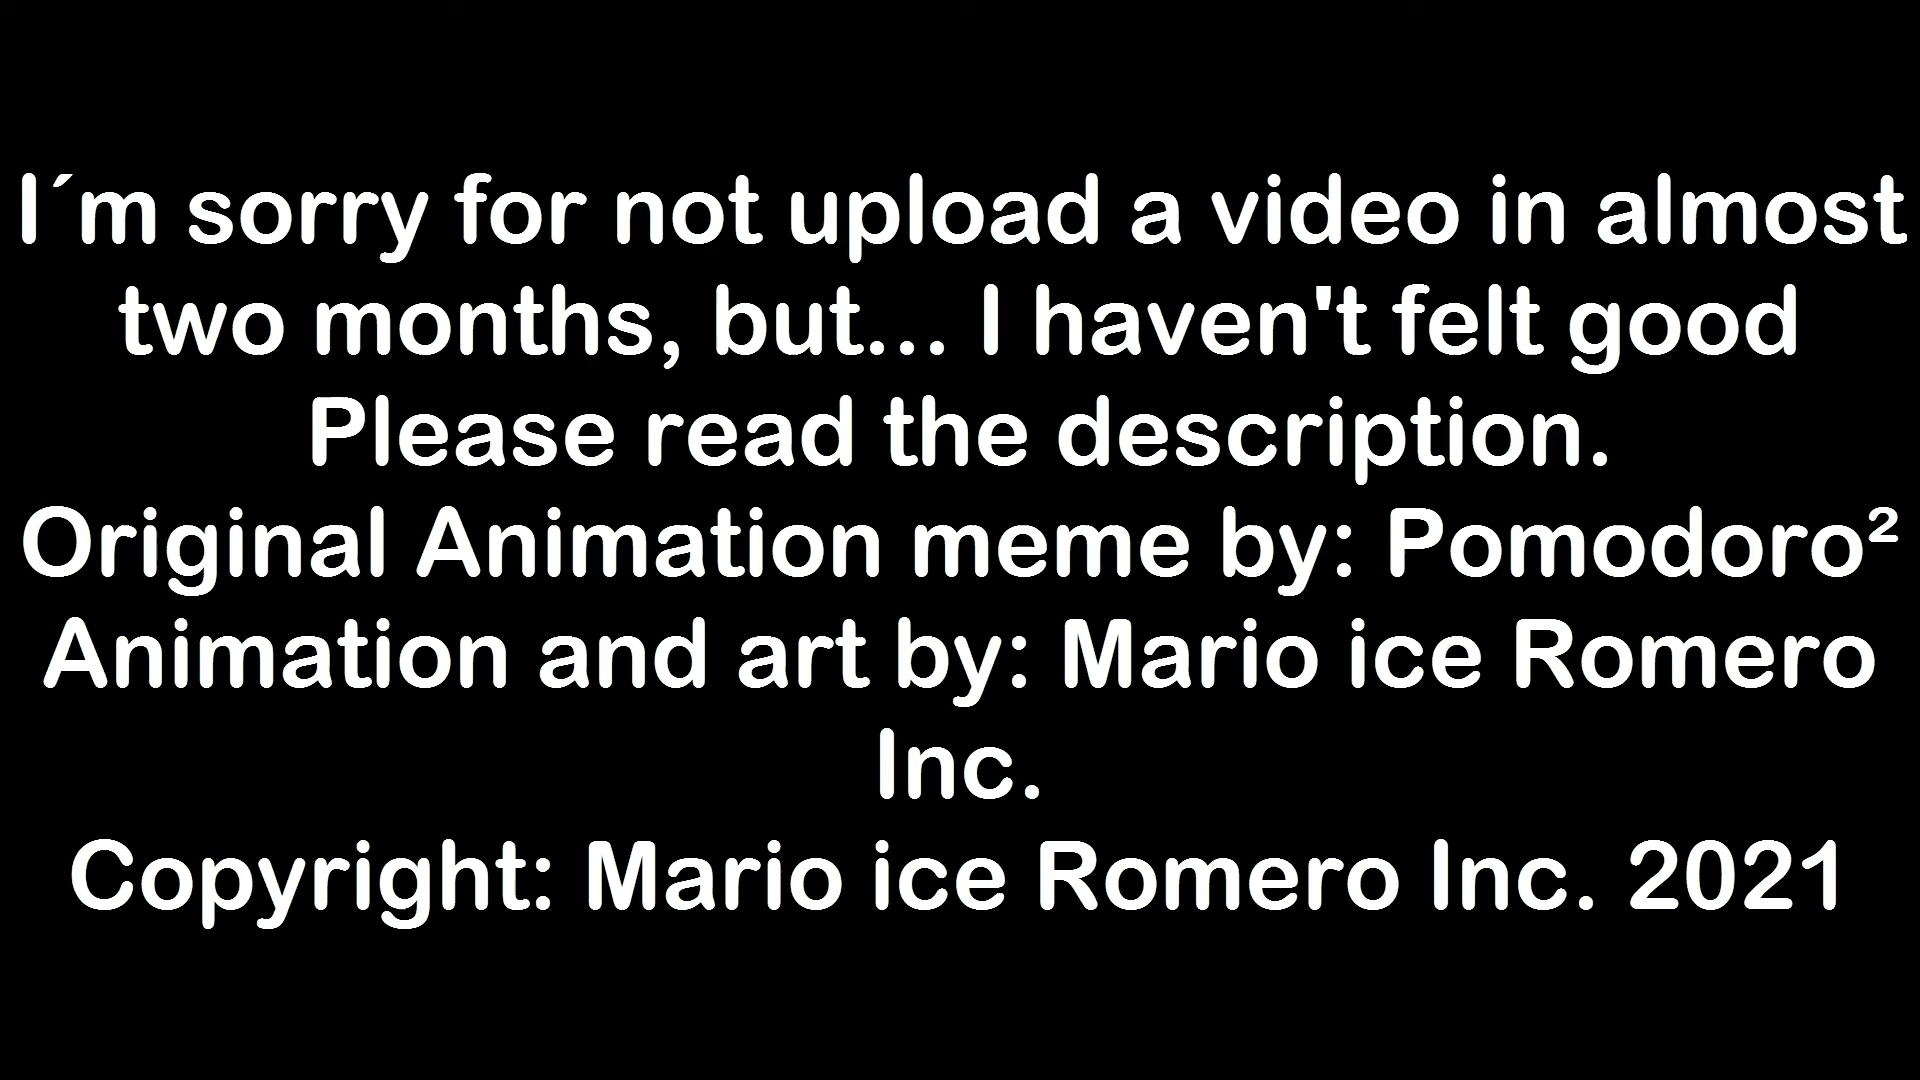 I´m sorry for not upload a video in almost
two months, but... I haven't felt good
Please read the description.
Original Animation meme by: Pomodoro²
Animation and art by: Mario ice Romero
Inc.
Copyright: Mario ice Romero Inc. 2021